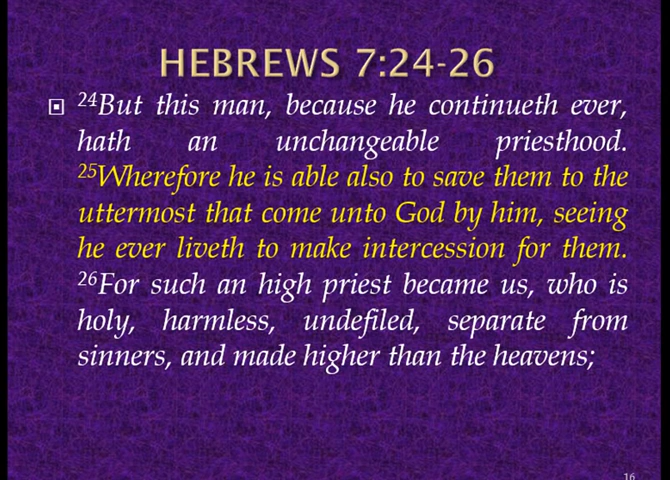 HEBREWS 7:24-26
24But this man, because he continueth ever,
hath an unchangeable priesthood.
25Wherefore he is able also to save them to the
uttermost that come unto God by him, seeing
he ever liveth to make intercession for them.
26For such an high priest became us, who is
holy, harmless, undefiled, separate from
sinners, and made higher than the heavens;
16